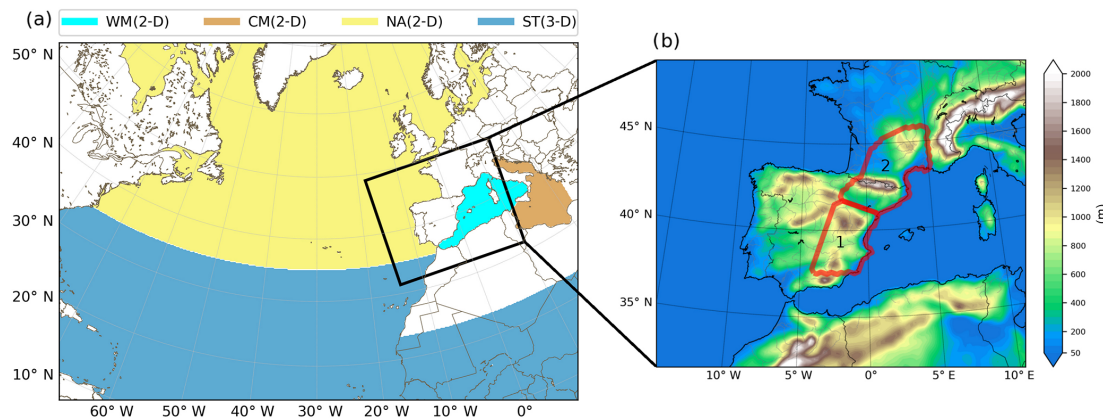 (a)
WM(2-D) CM(2-D) NA(2-D) ST(3-D)
50° N
40° N
30° N
20° N
10° N
60° W 50° W 40° W 30° W 20° W 10° W 0°
(b)
45° N
40° N
35° N
10° W 5° W 0° 5° E 10° E
2
1
2000
1800
1600
1400
1200
1000
800
600
400
200
50
(m)